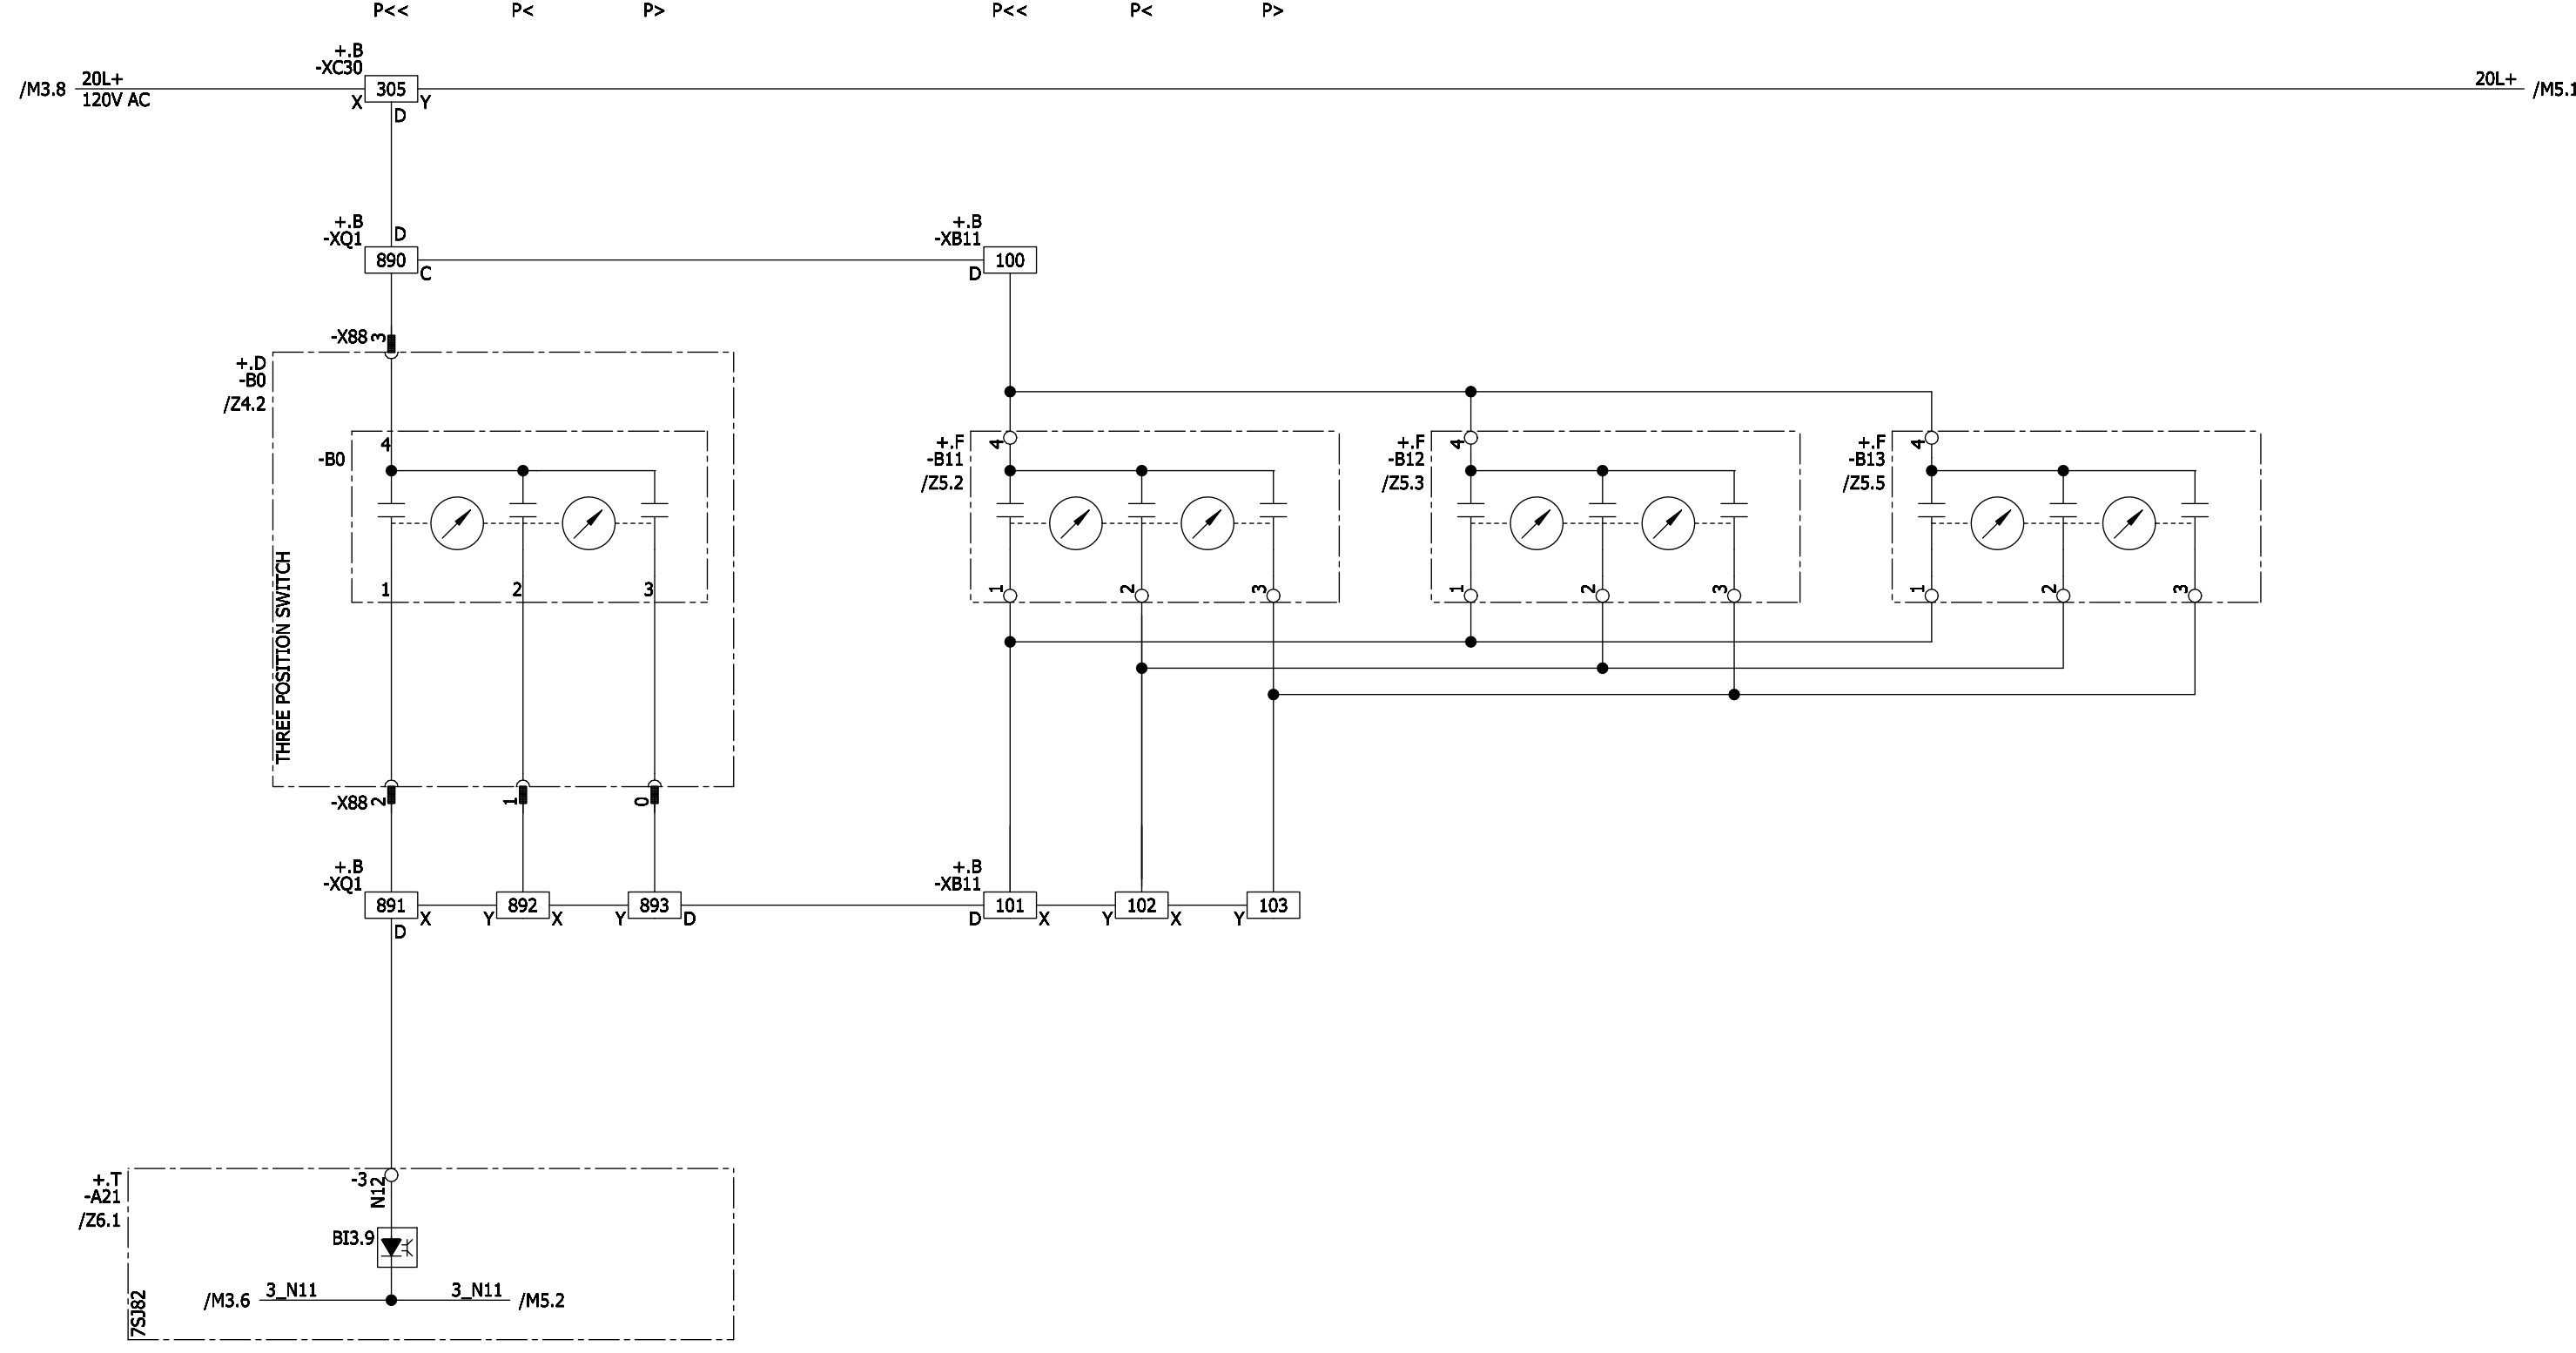 P<< P< P> P<< P< P>
+.B
-XC30
/M3.8 20L+ 305 20L+ /M5.1
120V AC X Y
D
+.B +.B
-XQ1 D -XB11
890 100
C D
-X88 3
+.D
-B0
/Z4.2
4 +.F 4 +.F 4 +.F 4
-B0 -B11 -B12 -B13
/Z5.2 /Z5.3 /Z5.5
THREE POSITION SWITCH
1 2 3 1 2 3 1 2 3 1 2 3
-X88 2 1 0
+.B +.B
-XQ1 -XB11
891 892 893 101 102 103
X Y X Y D D X Y X Y
D
+.T -3 N12
-A21
/Z6.1
BI3.9
/M3.6 3_N11 3_N11 /M5.2
7SJ82